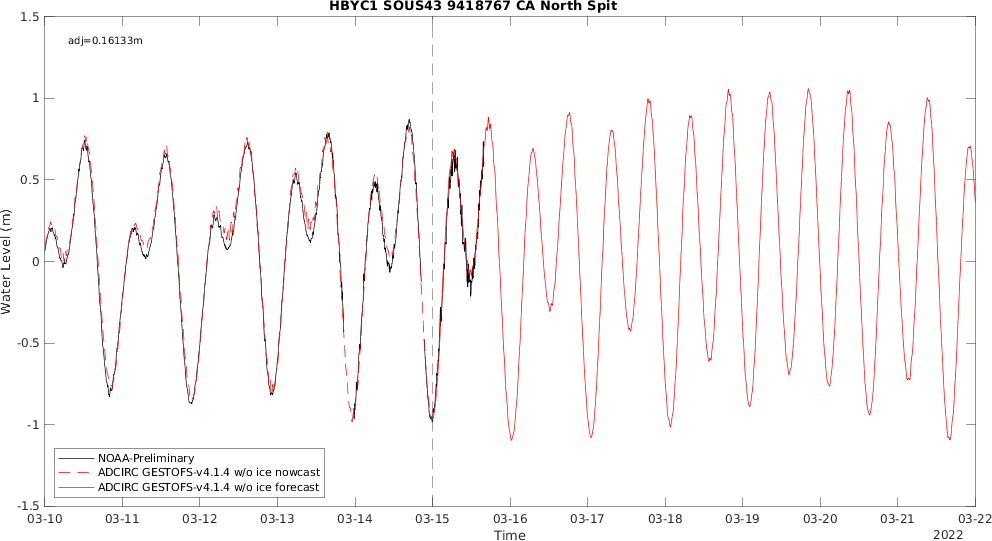 HBYC1 SOUS43 9418767 CA North Spit
1.5
adj=0.16133m
1
0.5
0
-0.5
-1
-1.5
Water Level (m)
NOAA-Preliminary
ADCIRC GESTOFS-v4.1.4 w/o ice nowcast
ADCIRC GESTOFS-v4.1.4 w/o ice forecast
03-10 03-11 03-12 03-13 03-14 03-15 03-16 03-17 03-18 03-19 03-20 03-21 03-22
Time
2022